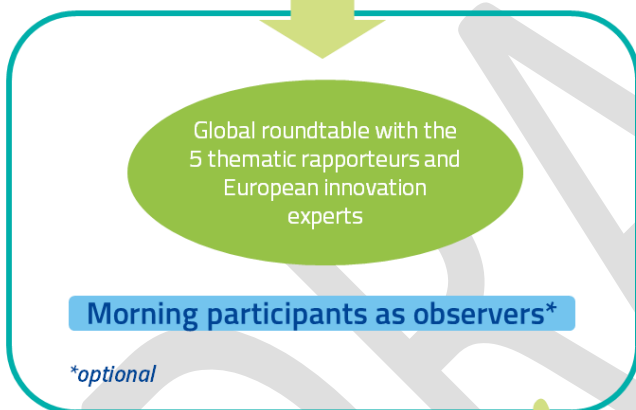 Global roundtable with the
5 thematic rapporteurs and
European innovation
experts
Morning participants as observers*
*optional